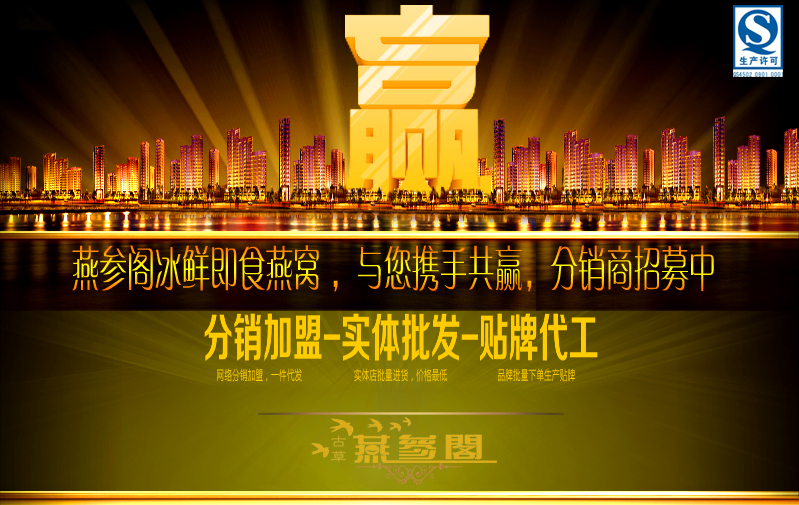 赢
生产许可
燕参阁冰鲜即食燕窝，与您携手共赢，分销商招募中
分销加盟-实体批发-贴牌代工
网络分销加盟，一件代发 实体店批量进货，价格最低 品牌批量下单生产贴牌
古草 燕參閣